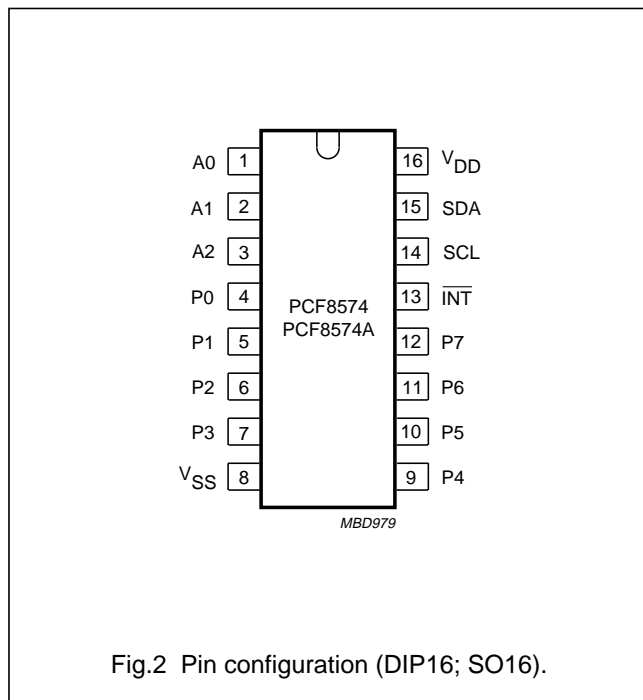 A0 1 16 VDD
A1 2 15 SDA
A2 3 14 SCL
P0 4 13 INT
PCF8574
PCF8574A
P1 5 12 P7
P2 6 11 P6
P3 7 10 P5
VSS 8 9 P4
MBD979
Fig.2 Pin configuration (DIP16; SO16).